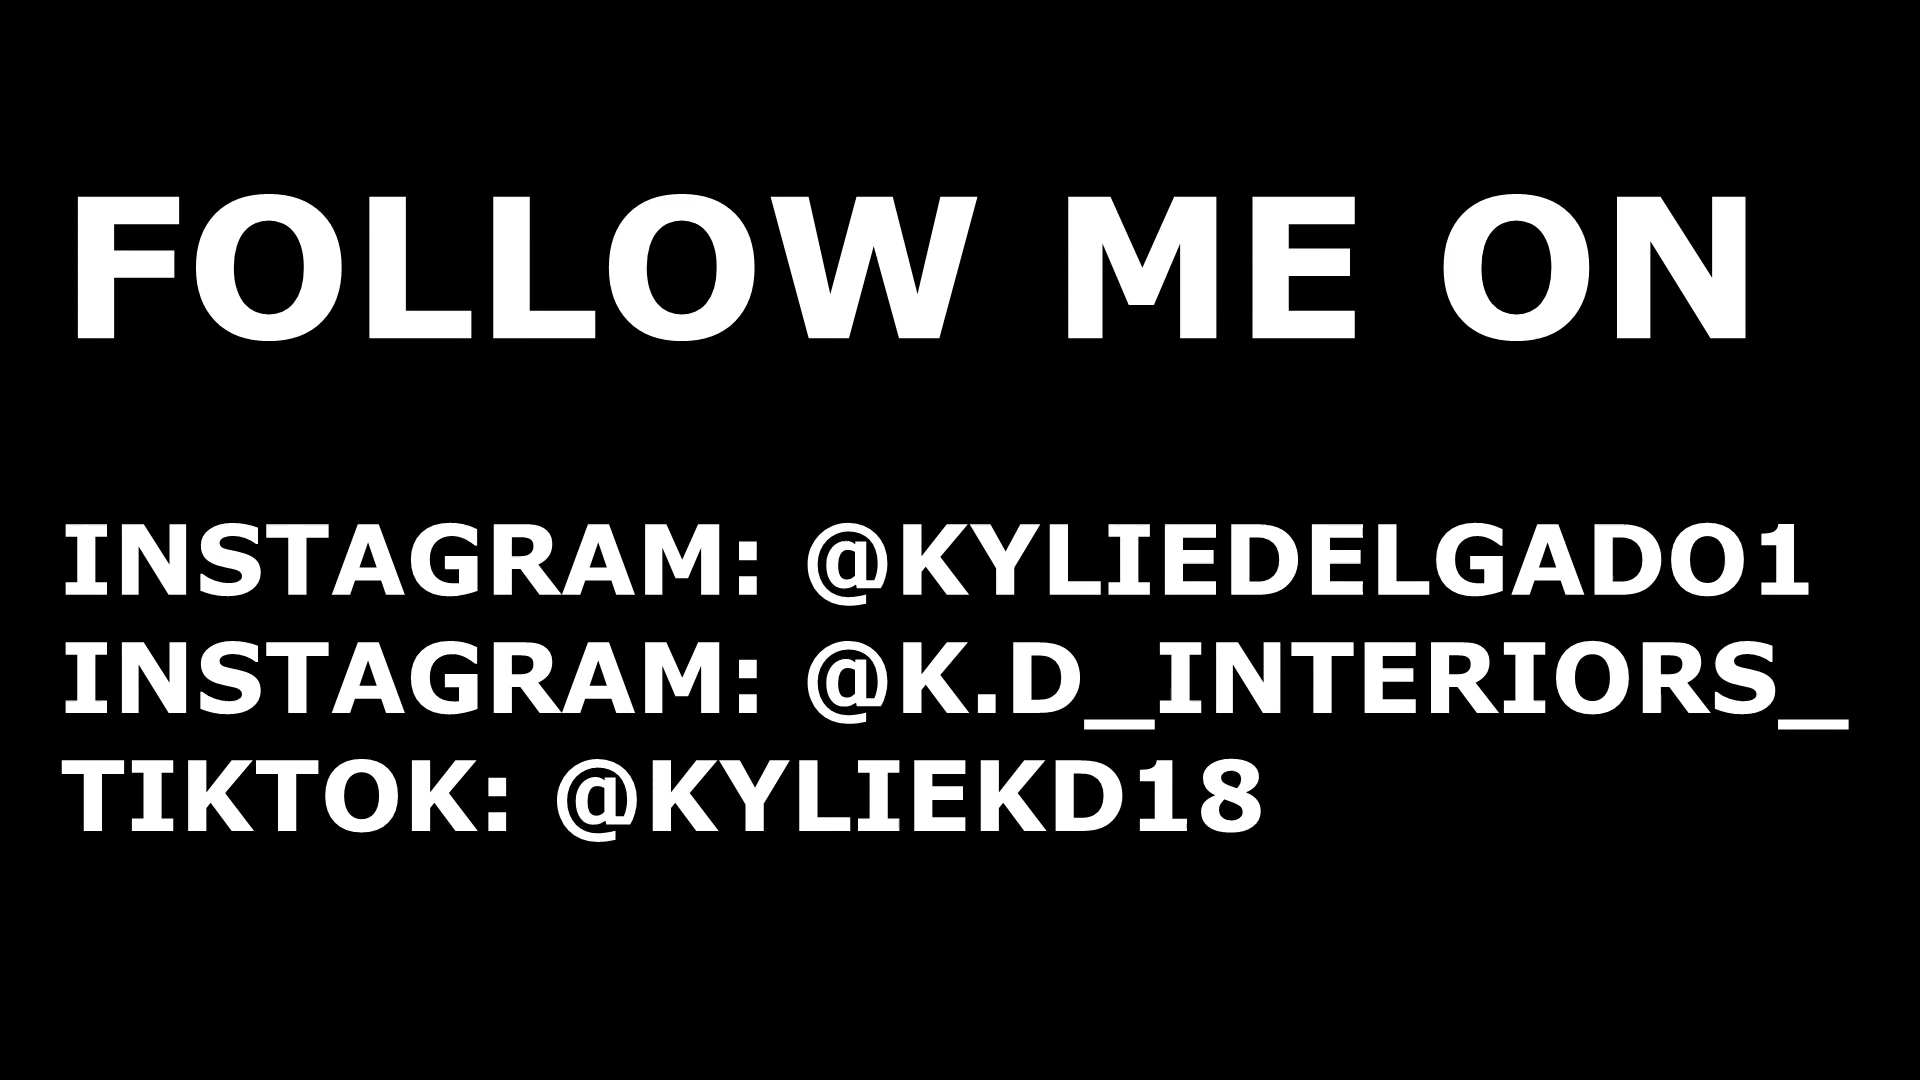 FOLLOW ME ON
INSTAGRAM: @KYLIEDELGADO1
INSTAGRAM: @K.D_INTERIORS_
TIKTOK: @KYLIEKD18